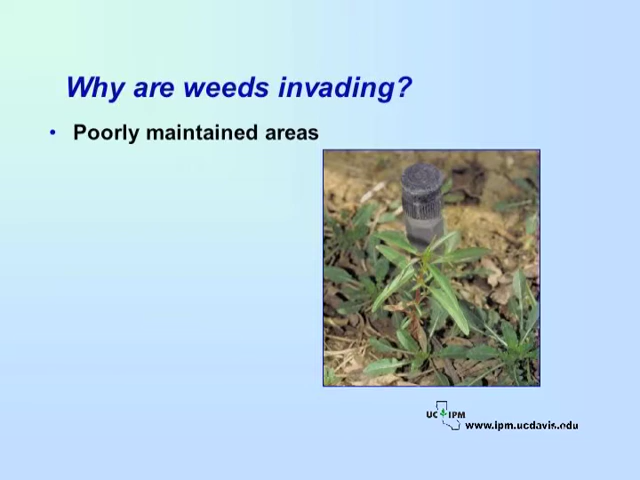 Why are weeds invading?
• Poorly maintained areas
UC IPM
www.ipm.ucdavis.edu